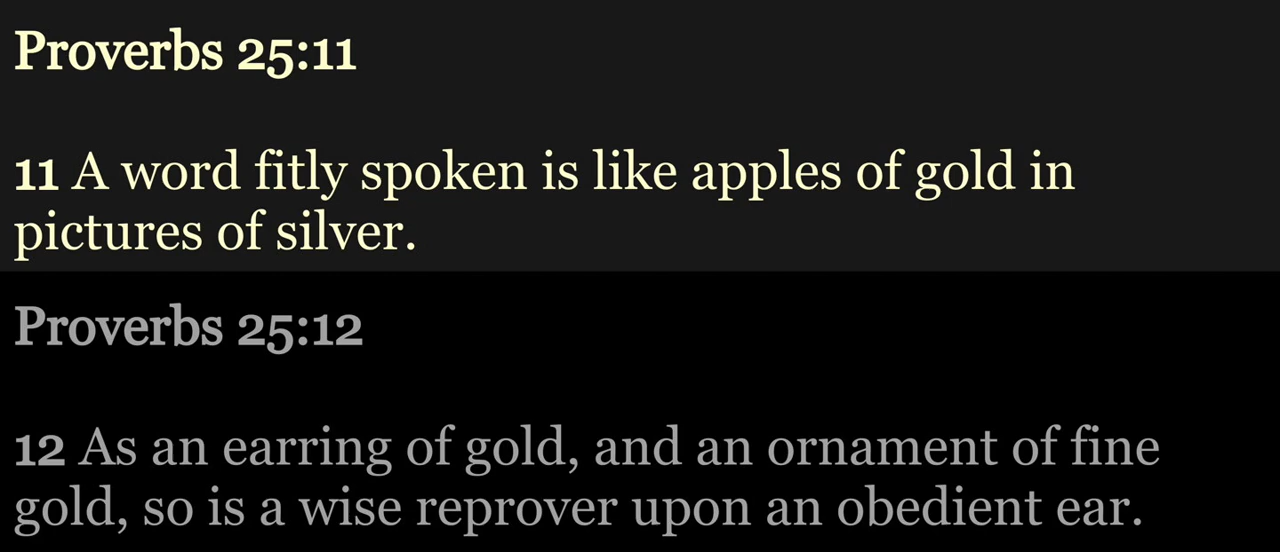 Proverbs 25:11
11 A word fitly spoken is like apples of gold in
pictures of silver.
Proverbs 25:12
12 As an earring of gold, and an ornament of fine
gold, so is a wise reprover upon an obedient ear.